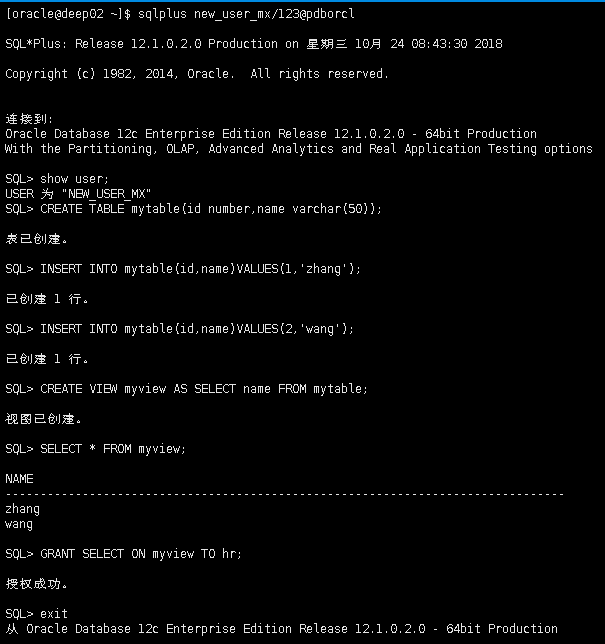 [oracle@deep02 ~]$ sqlplus new_user_mx/123@pdborcl
SQL*Plus: Release 12.1.0.2.0 Production on 星期三 10月 24 08:43:30 2018
Copyright (c) 1982, 2014, Oracle.  All rights reserved.
连接到:
Oracle Database 12c Enterprise Edition Release 12.1.0.2.0 - 64bit Production
With the Partitioning, OLAP, Advanced Analytics and Real Application Testing options
SQL> show user;
USER 为 "NEW_USER_MX"
SQL> CREATE TABLE mytable(id number,name varchar(50));
表已创建。
SQL> INSERT INTO mytable(id,name)VALUES(1,'zhang');
已创建 1 行。
SQL> INSERT INTO mytable(id,name)VALUES(2,'wang');
已创建 1 行。
SQL> CREATE VIEW myview AS SELECT name FROM mytable;
视图已创建。
SQL> SELECT * FROM myview;
NAME
--------------------------------------------------------------------------------
zhang
wang
SQL> GRANT SELECT ON myview TO hr;
授权成功。
SQL> exit
从 Oracle Database 12c Enterprise Edition Release 12.1.0.2.0 - 64bit Production